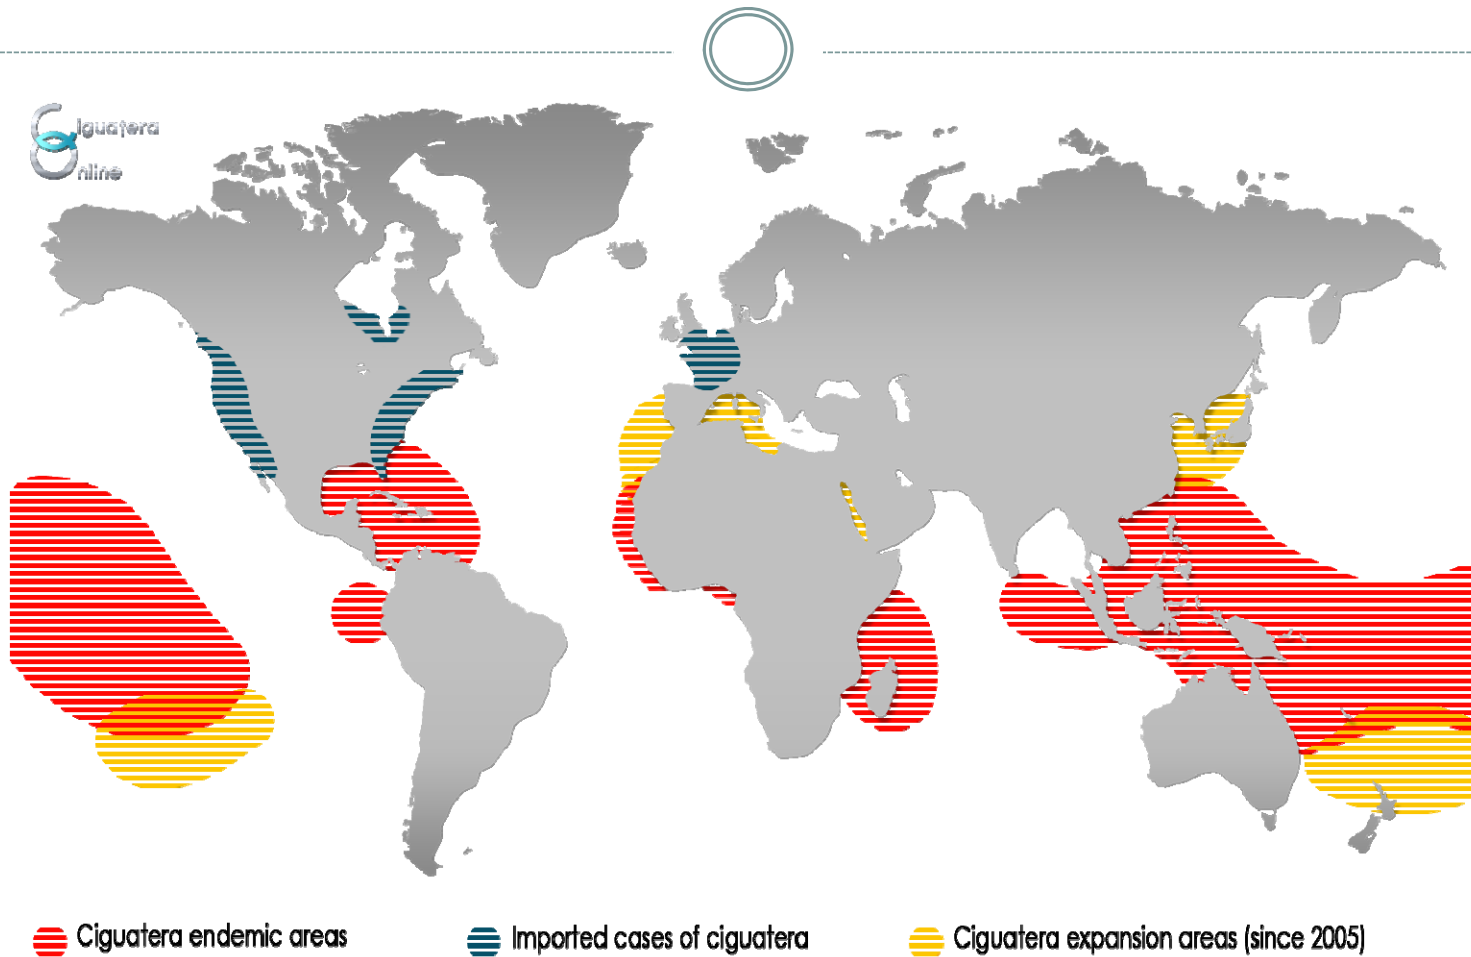 Ciguatera
Online
Ciguatera endemic areas
Imported cases of ciguatera
Ciguatera expansion areas (since 2005)